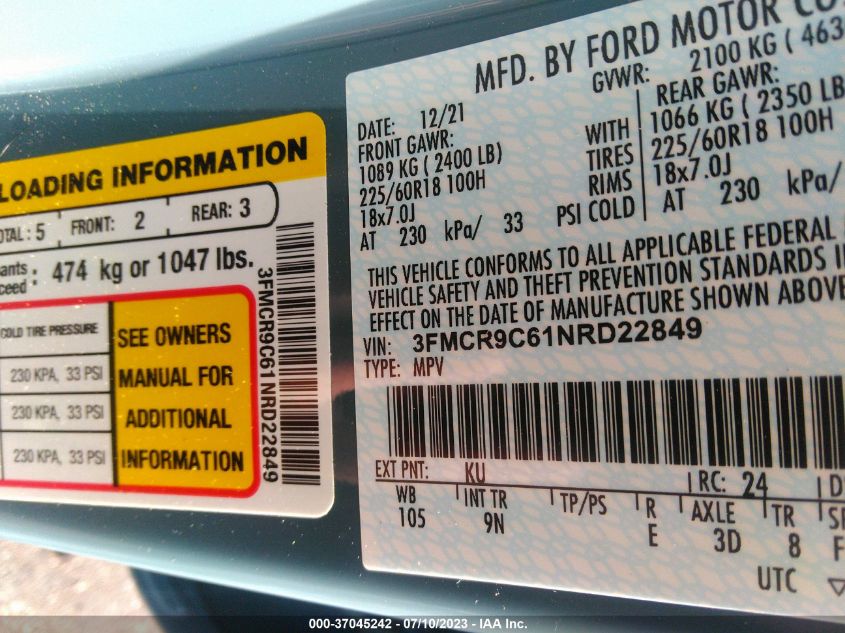 LOADING INFORMATION
OTAL: 5 FRONT: 2 REAR: 3
ants ceed : 474 kg or 1047 lbs.
COLD TIRE PRESSURE
230 KPA, 33 PSI
230 KPA, 33 PSI
230 KPA, 33 PSI
SEE OWNERS
MANUAL FOR
ADDITIONAL
INFORMATION
3FMCR9C61NRD22849
MFD. BY FORD MOTOR CO
DATE: 12/21 GVWR: 2100 KG ( 463
FRONT GAWR: REAR GAWR:
1089 KG ( 2400 LB) WITH 1066 KG ( 2350 LB
225/60R18 100H TIRES 225/60R18 100H
18x7.0J RIMS 18x7.0J
AT 230 kPa/ 33 PSI COLD AT 230 kPa/
THIS VEHICLE CONFORMS TO ALL APPLICABLE FEDERAL
VEHICLE SAFETY AND THEFT PREVENTION STANDARDS I
EFFECT ON THE DATE OF MANUFACTURE SHOWN ABOVE
VIN: 3FMCR9C61NRD22849
TYPE: MPV
EXT PNT: KU RC: 24 D
WB INT TR TP/PS R AXLE TR S
105 9N E 3D 8 F
UTC
000-37045242 - 07/10/2023 - IAA Inc.